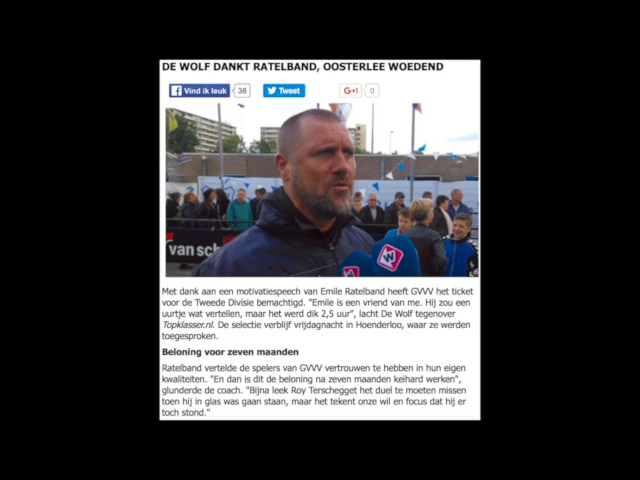 DE WOLF DANKT RATELBAND, OOSTERLEE WOEDEND
Vind ik leuk 38 Tweet G+1 0
van sch
Met dank aan een motivatiespeech van Emile Ratelband heeft GVVV het ticket
voor de Tweede Divisie bemachtigd. "Emile is een vriend van me. Hij zou een
uurtje wat vertellen, maar het werd dik 2,5 uur", lacht De Wolf tegenover
Topklasser.nl. De selectie verblijf vrijdagnacht in Hoenderloo, waar ze werden
toegesproken.
Beloning voor zeven maanden
Ratelband vertelde de spelers van GVVV vertrouwen te hebben in hun eigen
kwaliteiten. "En dan is dit de beloning na zeven maanden keihard werken",
glunderde de coach. "Bijna leek Roy Terschegget het duel te moeten missen
toen hij in glas was gaan staan, maar het tekent onze wil en focus dat hij er
toch stond."